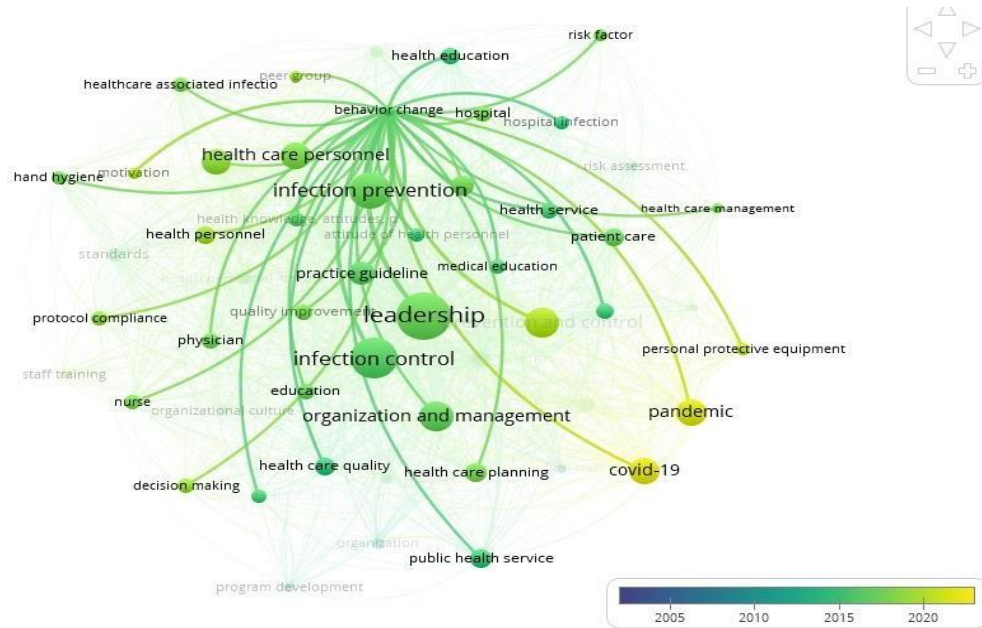 risk factor
health education
peer group
healthcare associated infectio
behavior change
hospital
hospital infection
health care personnel
risk assessment
motivation
hand hygiene
infection prevention
health service
health care management
health knowledge, attitudes, p
health personnel
attitude of health personnel
patient care
standards
medical education
practice guideline
quality improvement
leadership
prevention and control
protocol compliance
physician
personal protective equipment
infection control
staff training
education
nurse
organizational culture
organization and management
pandemic
health care quality
health care planning
covid-19
decision making
organization
public health service
program development
2005
2010
2015
2020